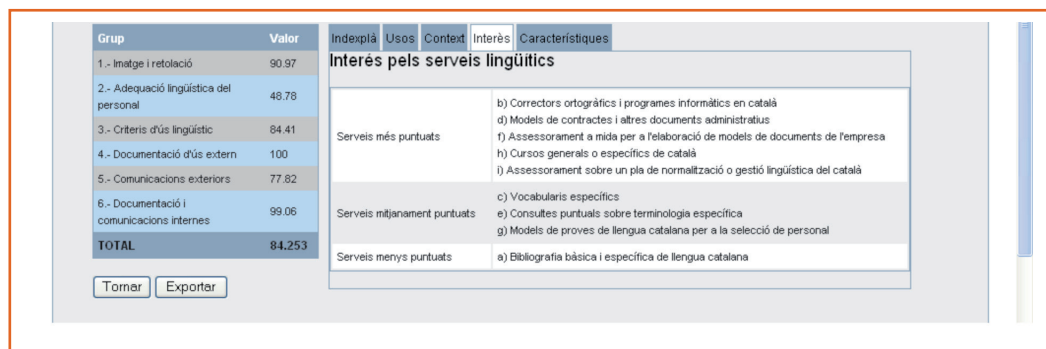 Grup Valor
1.- Imatge i retolació 90.97
2.- Adequació lingüística del
personal 48.78
3.- Criteris d'ús lingüístic 84.41
4.- Documentació d'ús extern 100
5.- Comunicacions exteriors 77.82
6.- Documentació i
comunicacions internes 99.06
TOTAL 84.253
Tornar Exportar
Indexplà Usos Context Interès Característiques
Interés pels serveis lingüitics
Serveis més puntuats
b) Correctors ortogràfics i programes informàtics en català
d) Models de contractes i altres documents administratius
f) Assessorament a mida per a l'elaboració de models de documents de l'empresa
h) Cursos generals o específics de català
i) Assessorament sobre un pla de normalització o gestió lingüística del català
Serveis mitjanament puntuats
c) Vocabularis específics
e) Consultes puntuals sobre terminologia específica
g) Models de proves de llengua catalana per a la selecció de personal
Serveis menys puntuats
a) Bibliografia bàsica i específica de llengua catalana